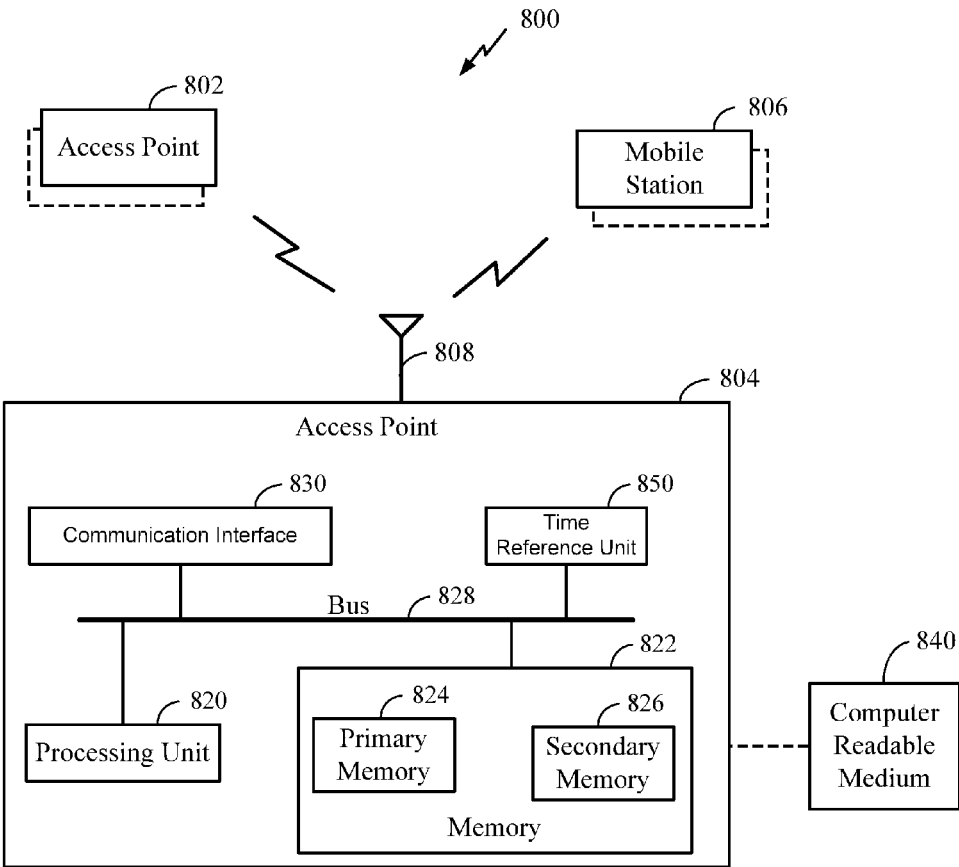 800
802
Access Point
806
Mobile
Station
808
804
Access Point
830
Communication Interface
850
Time
Reference Unit
Bus
828
822
820
Processing Unit
824
Primary
Memory
826
Secondary
Memory
Memory
840
Computer
Readable
Medium